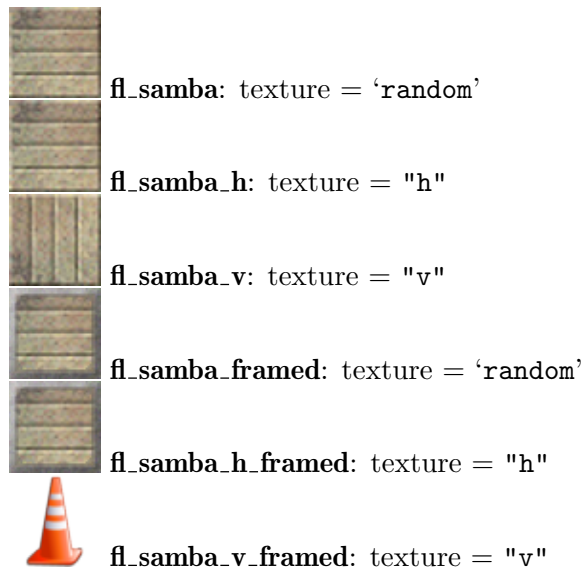 fl_samba: texture = ‘random’
fl_samba_h: texture = "h"
fl_samba_v: texture = "v"
fl_samba_framed: texture = ‘random’
fl_samba_h_framed: texture = "h"
fl_samba_v_framed: texture = "v"